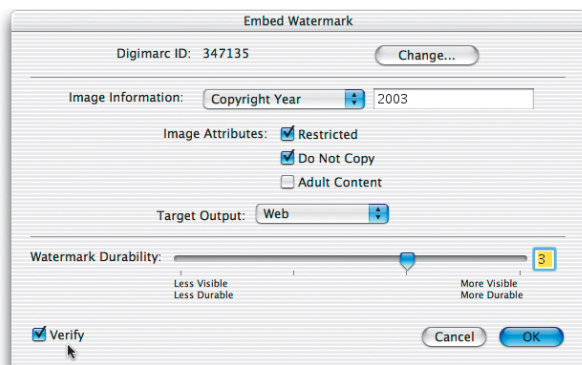 Embed Watermark
Digimarc ID: 347135 Change...
Image Information: Copyright Year 2003
Image Attributes: Restricted
Do Not Copy
Adult Content
Target Output: Web
Watermark Durability: 3
Less Visible More Visible
Less Durable More Durable
Verify Cancel OK